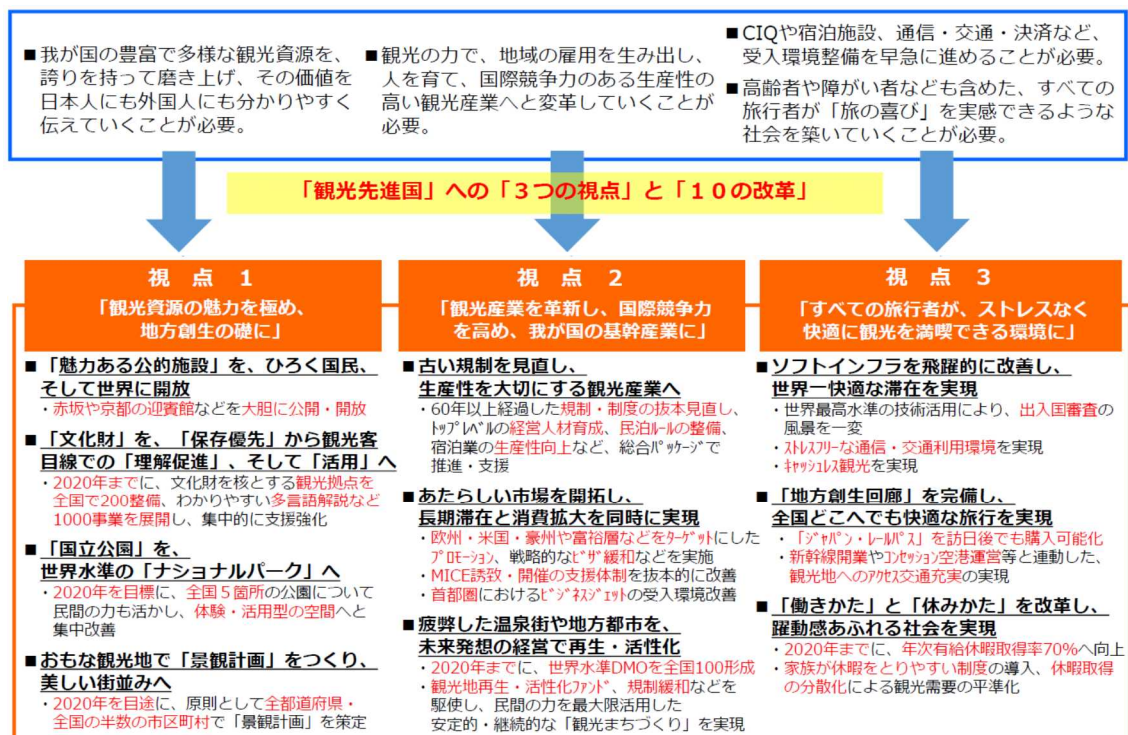 ■我が国の豊富で多様な観光資源を、
誇りを持って磨き上げ、その価値を
日本人にも外国人にも分かりやすく
伝えていくことが必要。
■観光の力で、地域の雇用を生み出し、
人を育て、国際競争力のある生産性の
高い観光産業へと変革していくことが
必要。
■CIQや宿泊施設、通信・交通・決済など、
受入環境整備を早急に進めることが必要。
■高齢者や障がい者なども含めた、すべての
旅行者が「旅の喜び」を実感できるような
社会を築いていくことが必要。
「観光先進国」への「3つの視点」と「10の改革」
視 点 1
「観光資源の魅力を極め、
地方創生の礎に」
■「魅力ある公的施設」を、ひろく国民、
そして世界に開放
・赤坂や京都の迎賓館などを大胆に公開・開放
■「文化財」を、「保存優先」から観光客
目線での「理解促進」、そして「活用」へ
・2020年までに、文化財を核とする観光拠点を
全国で200整備、わかりやすい多言語解説など
1000事業を展開し、集中的に支援強化
■「国立公園」を、
世界水準の「ナショナルパーク」へ
・2020年を目標に、全国5箇所の公園について
民間の力も活かし、体験・活用型の空間へと
集中改善
■おもな観光地で「景観計画」をつくり、
美しい街並みへ
・2020年を目途に、原則として全都道府県・
全国の半数の市区町村で「景観計画」を策定
視 点 2
「観光産業を革新し、国際競争力
を高め、我が国の基幹産業に」
■古い規制を見直し、
生産性を大切にする観光産業へ
・60年以上経過した規制・制度の抜本見直し、
トップレベルの経営人材育成、民泊ルールの整備、
宿泊業の生産性向上など、総合パッケージで
推進・支援
■あたらしい市場を開拓し、
長期滞在と消費拡大を同時に実現
・欧州・米国・豪州や富裕層などをターゲットにした
プロモーション、戦略的なビザ緩和などを実施
・MICE誘致・開催の支援体制を抜本的に改善
・首都圏におけるビジネスジェットの受入環境改善
■疲弊した温泉街や地方都市を、
未来発想の経営で再生・活性化
・2020年までに、世界水準DMOを全国100形成
・観光地再生・活性化ファンド、規制緩和などを
駆使し、民間の力を最大限活用した
安定的・継続的な「観光まちづくり」を実現
視 点 3
「すべての旅行者が、ストレスなく
快適に観光を満喫できる環境に」
■ソフトインフラを飛躍的に改善し、
世界一快適な滞在を実現
・世界最高水準の技術活用により、出入国審査の
風景を一変
・ストレスフリーな通信・交通利用環境を実現
・キャッシュレス観光を実現
■「地方創生回廊」を完備し、
全国どこへでも快適な旅行を実現
・「ジャパン・レールパス」を訪日後でも購入可能化
・新幹線開業やコンセッション空港運営等と連動した、
観光地へのアクセス交通充実の実現
■「働きかた」と「休みかた」を改革し、
躍動感あふれる社会を実現
・2020年までに、年次有給休暇取得率70%へ向上
・家族が休暇をとりやすい制度の導入、休暇取得
の分散化による観光需要の平準化